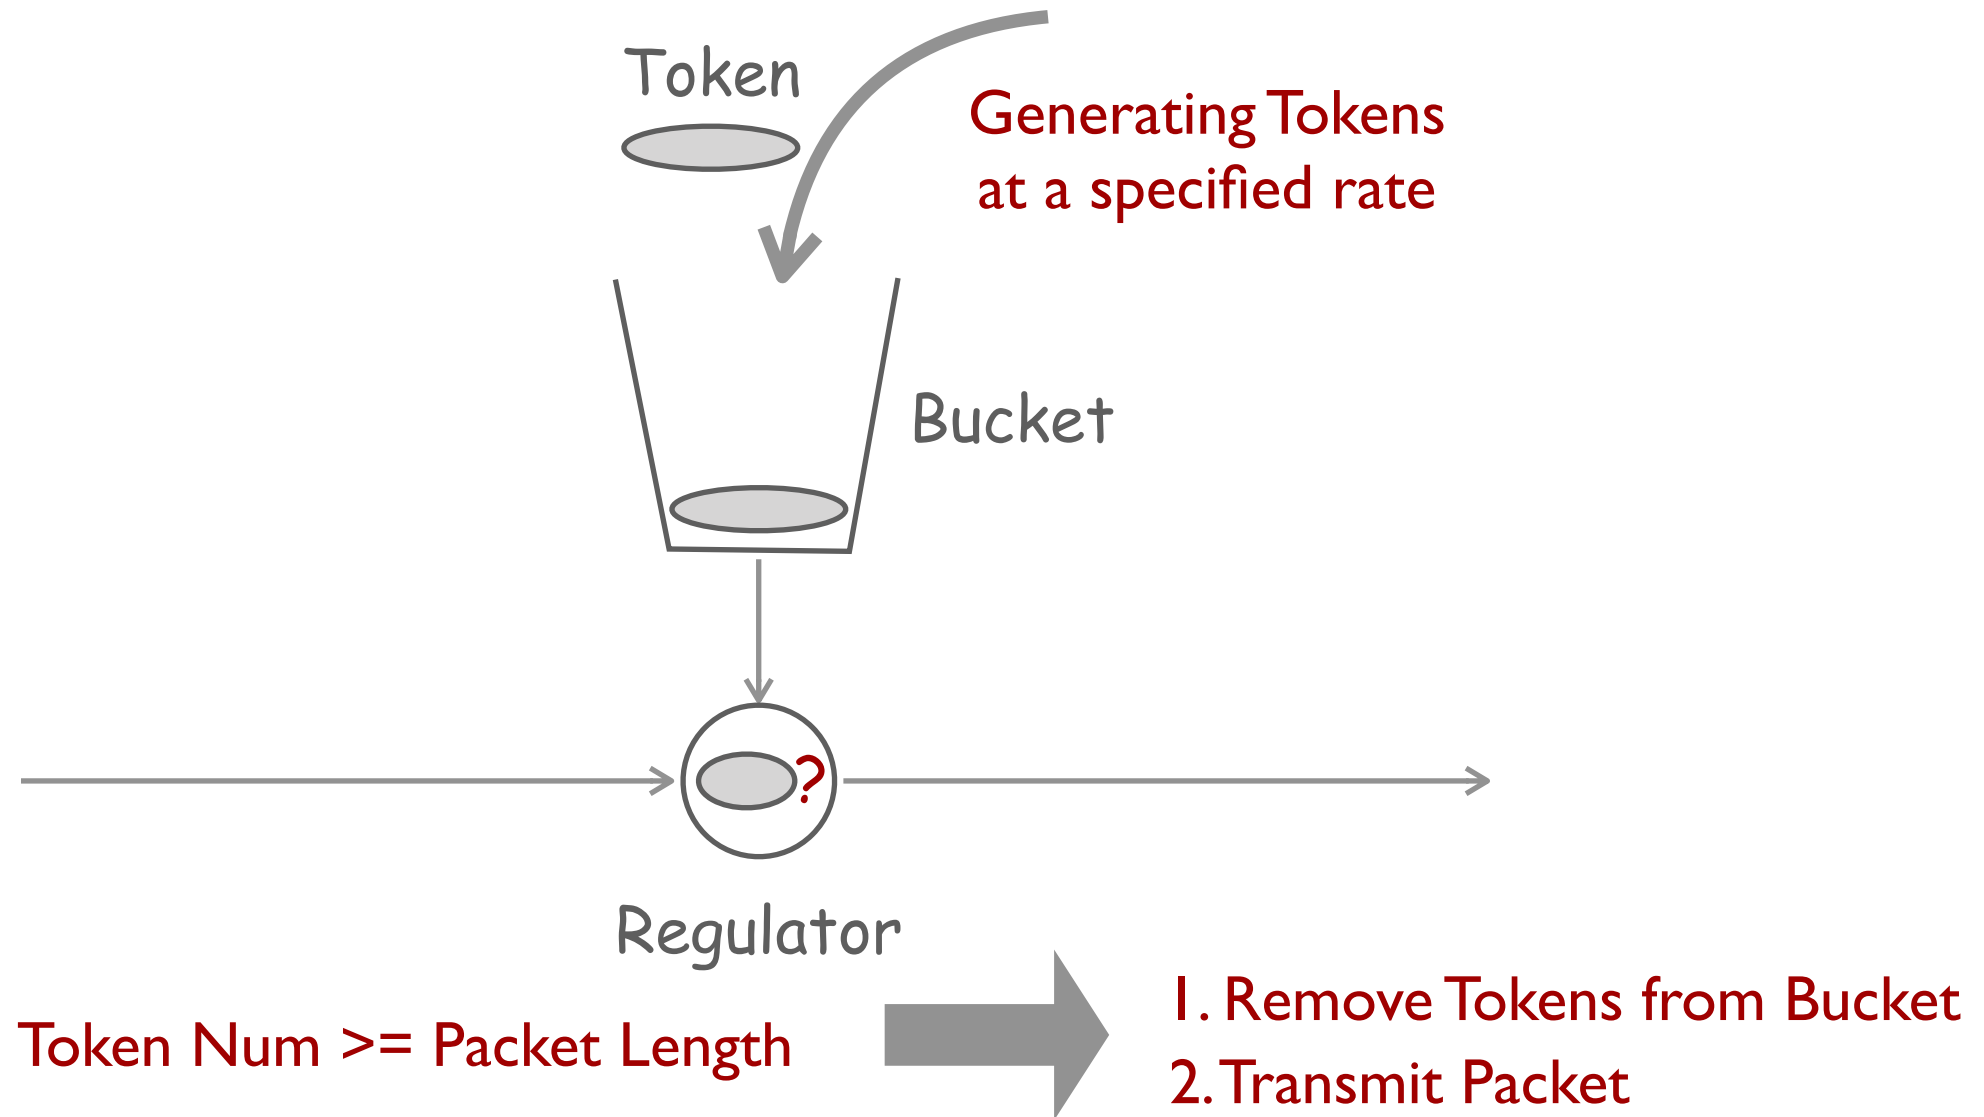 Token
Generating Tokens
at a specified rate
Bucket
?
Regulator
Token Num >= Packet Length
1. Remove Tokens from Bucket
2. Transmit Packet